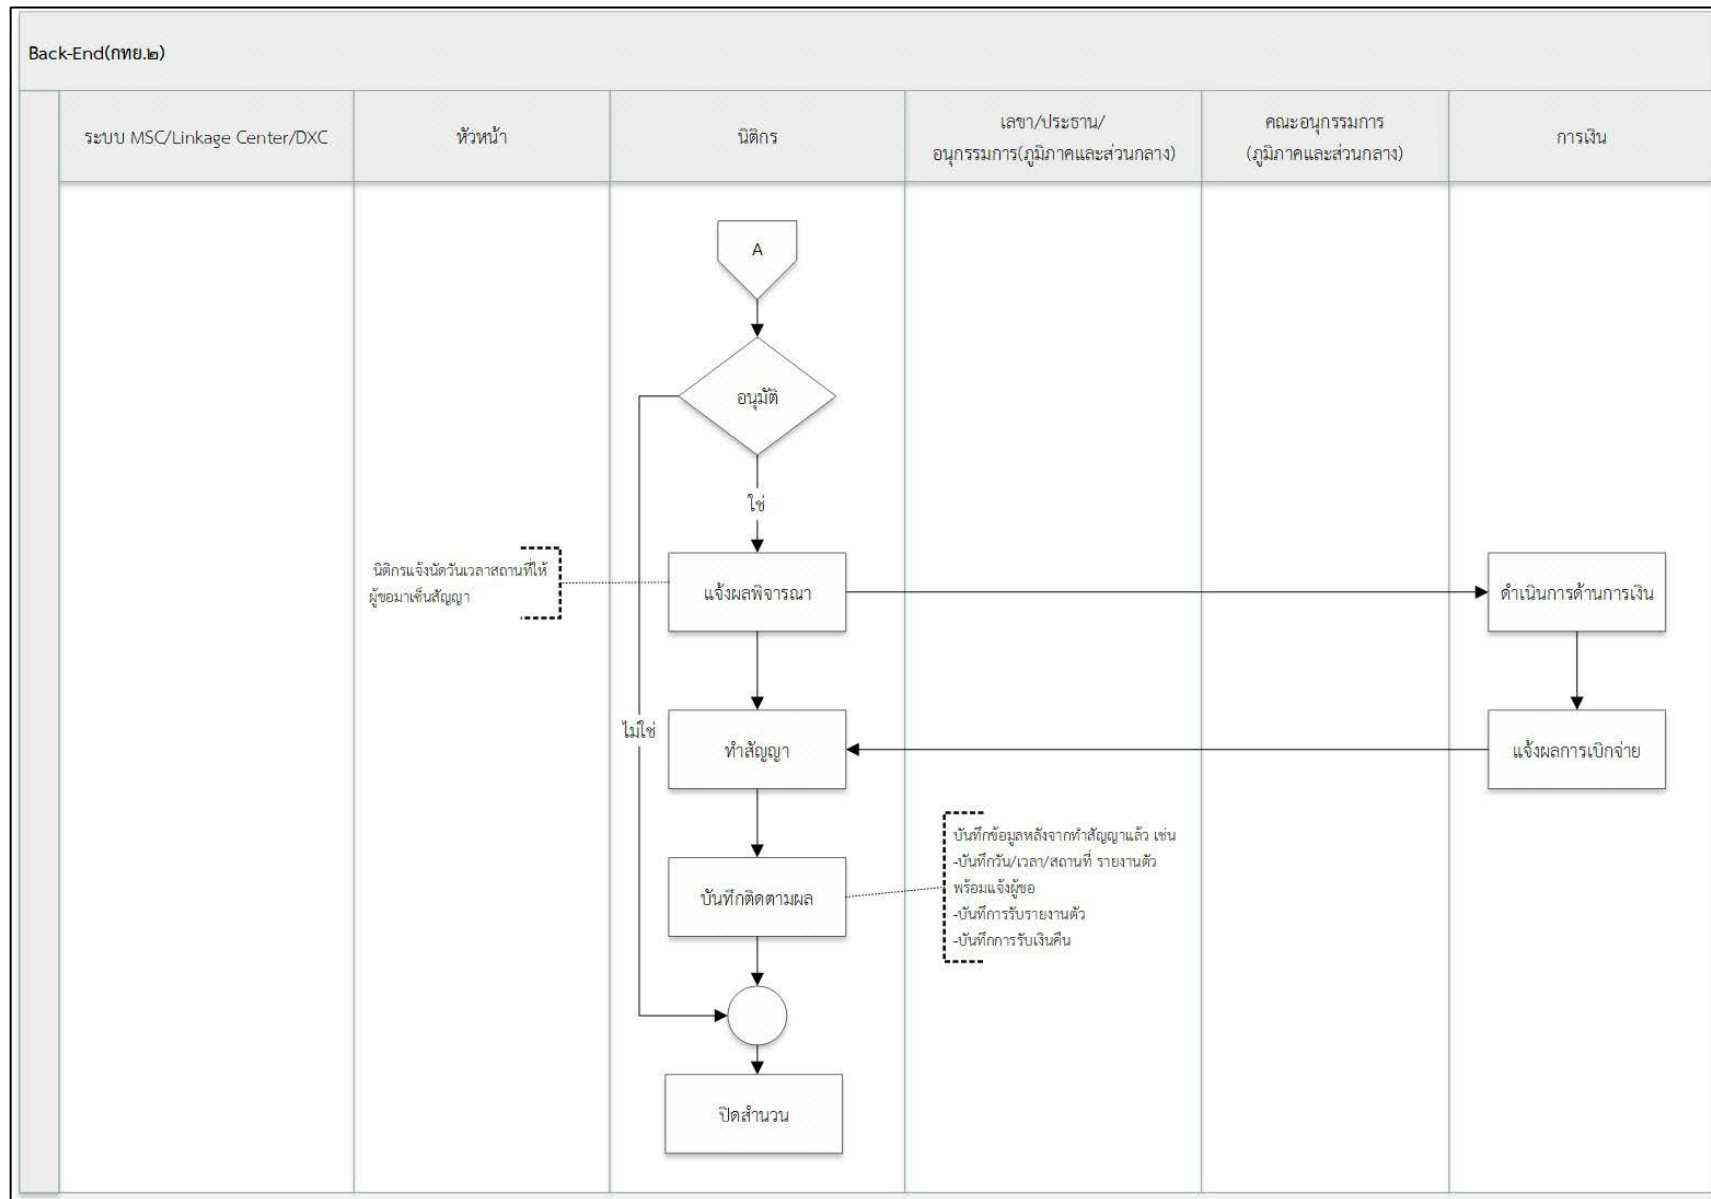 Back-End(กทย.๒)
ระบบ MSC/Linkage Center/DXC
หัวหน้า
นิติกร
เลขา/ประธาน/
อนุกรรมการ(ภูมิภาคและส่วนกลาง)
คณะอนุกรรมการ
(ภูมิภาคและส่วนกลาง)
การเงิน
A
อนุมัติ
ใช่
นิติกรแจ้งนัดวันเวลาสถานที่ให้
ผู้ขอมาเซ็นสัญญา
แจ้งผลพิจารณา
ดำเนินการด้านการเงิน
ไม่ใช่
ทำสัญญา
แจ้งผลการเบิกจ่าย
บันทึกข้อมูลหลังจากทำสัญญาแล้ว เช่น
-บันทึกวัน/เวลา/สถานที่ รายงานตัว
พร้อมแจ้งผู้ขอ
-บันทึการรับรายงานตัว
-บันทึกการรับเงินคืน
บันทึกติดตามผล
ปิดสำนวน